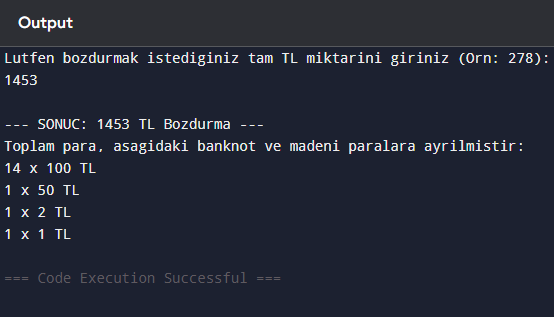 Output
Lutfen bozdurmak istediginiz tam TL miktarini giriniz (Orn: 278):
1453
--- SONUC: 1453 TL Bozdurma ---
Toplam para, asagidaki banknot ve madeni paralara ayrilmistir:
14 x 100 TL
1 x 50 TL
1 x 2 TL
1 x 1 TL
=== Code Execution Successful ===